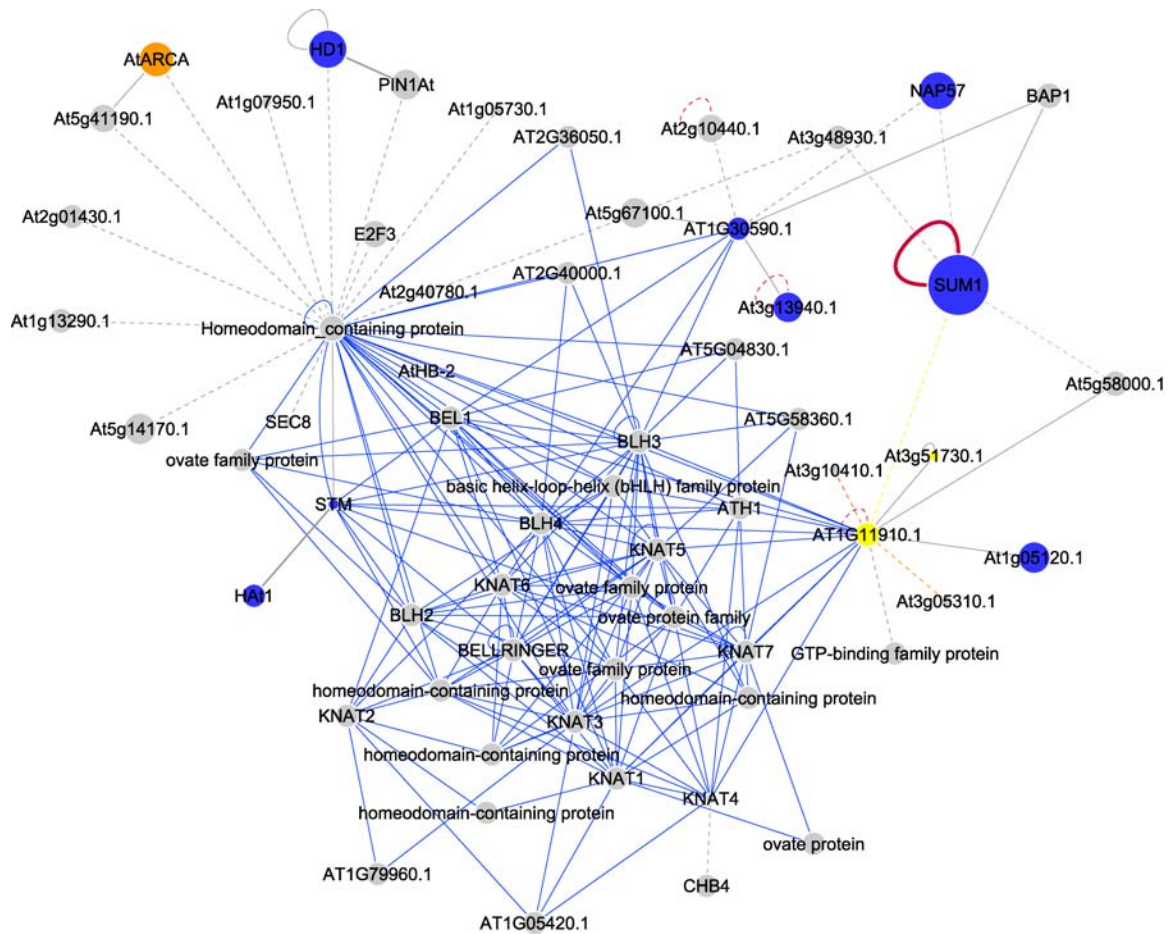 HD1
AtARCA
PIN1At
NAP57
BAP1
At1g07950.1
At1g05730.1
At5g41190.1
At2g10440.1
At3g48930.1
AT2G36050.1
At5g67100.1
At2g01430.1
E2F3
AT1G30590.1
AT2G40000.1
SUM1
At2g40780.1
At3g13940.1
At1g13290.1
Homeodomain_containing protein
AT5G04830.1
AtHB-2
At5g58000.1
SEC8
BEL1
AT5G58360.1
At5g14170.1
BLH3
At3g51730.1
ovate family protein
At3g10410.1
basic helix-loop-helix (bHLH) family protein
STM
ATH1
BLH4
AT1G11910.1
KNAT5
At1g05120.1
KNAT6
ovate family protein
HAt1
At3g05310.1
BLH2
ovate protein family
BELLRINGER
KNAT7
GTP-binding family protein
ovate family protein
homeodomain-containing protein
homeodomain-containing protein
KNAT2
KNAT3
homeodomain-containing protein
KNAT1
KNAT4
homeodomain-containing protein
ovate protein
AT1G79960.1
CHB4
AT1G05420.1